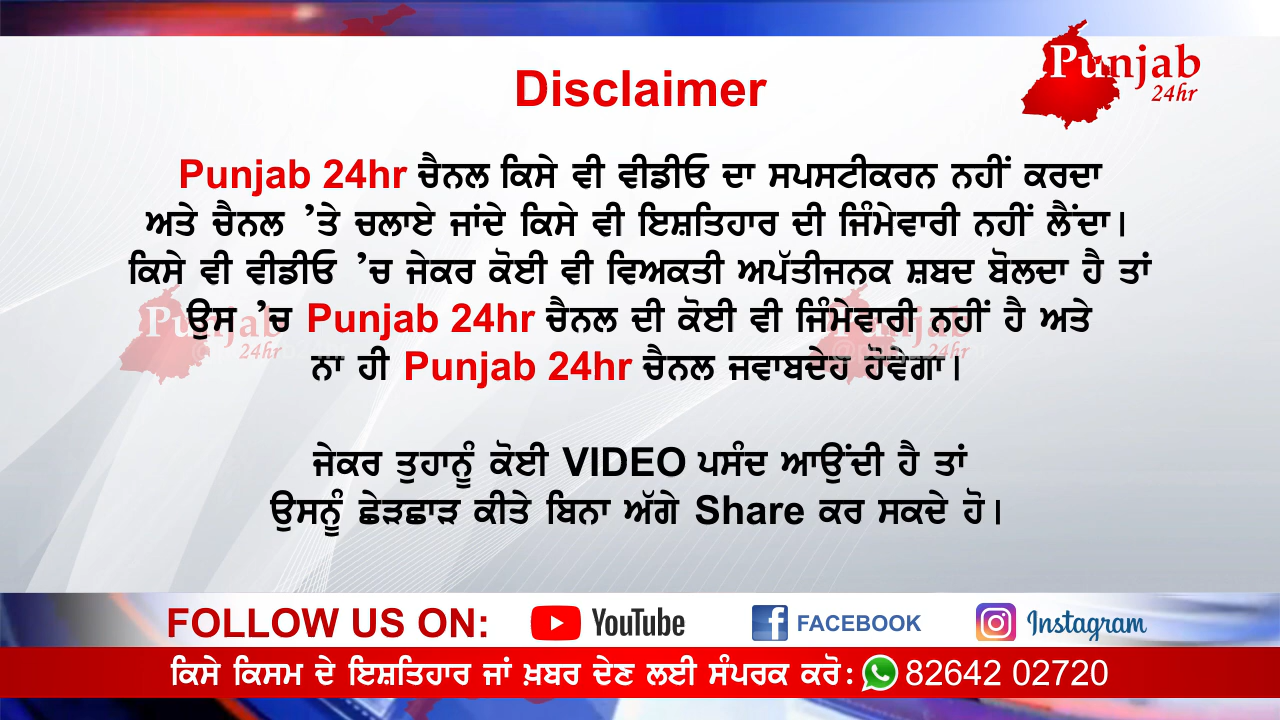 Punjab
24hr
Disclaimer
Punjab 24hr ਚੈਨਲ ਕਿਸੇ ਵੀ ਵੀਡੀਓ ਦਾ ਸਪਸਟੀਕਰਨ ਨਹੀਂ ਕਰਦਾ
ਅਤੇ ਚੈਨਲ ’ਤੇ ਚਲਾਏ ਜਾਂਦੇ ਕਿਸੇ ਵੀ ਇਸ਼ਤਿਹਾਰ ਦੀ ਜਿੰਮੇਵਾਰੀ ਨਹੀਂ ਲੈਂਦਾ।
ਕਿਸੇ ਵੀ ਵੀਡੀਓ ’ਚ ਜੇਕਰ ਕੋਈ ਵੀ ਵਿਅਕਤੀ ਅਪੱਤੀਜਨਕ ਸ਼ਬਦ ਬੋਲਦਾ ਹੈ ਤਾਂ
ਉਸ ’ਚ Punjab 24hr ਚੈਨਲ ਦੀ ਕੋਈ ਵੀ ਜਿੰਮੇਵਾਰੀ ਨਹੀਂ ਹੈ ਅਤੇ
ਨਾ ਹੀ Punjab 24hr ਚੈਨਲ ਜਵਾਬਦੇਹ ਹੋਵੇਗਾ।
ਜੇਕਰ ਤੁਹਾਨੂੰ ਕੋਈ VIDEO ਪਸੰਦ ਆਉਂਦੀ ਹੈ ਤਾਂ
ਉਸਨੂੰ ਛੇੜਛਾੜ ਕੀਤੇ ਬਿਨਾ ਅੱਗੇ Share ਕਰ ਸਕਦੇ ਹੋ।
FOLLOW US ON: YouTube FACEBOOK Instagram
ਕਿਸੇ ਕਿਸਮ ਦੇ ਇਸ਼ਤਿਹਾਰ ਜਾਂ ਖ਼ਬਰ ਦੇਣ ਲਈ ਸੰਪਰਕ ਕਰੋ: 82644 02720